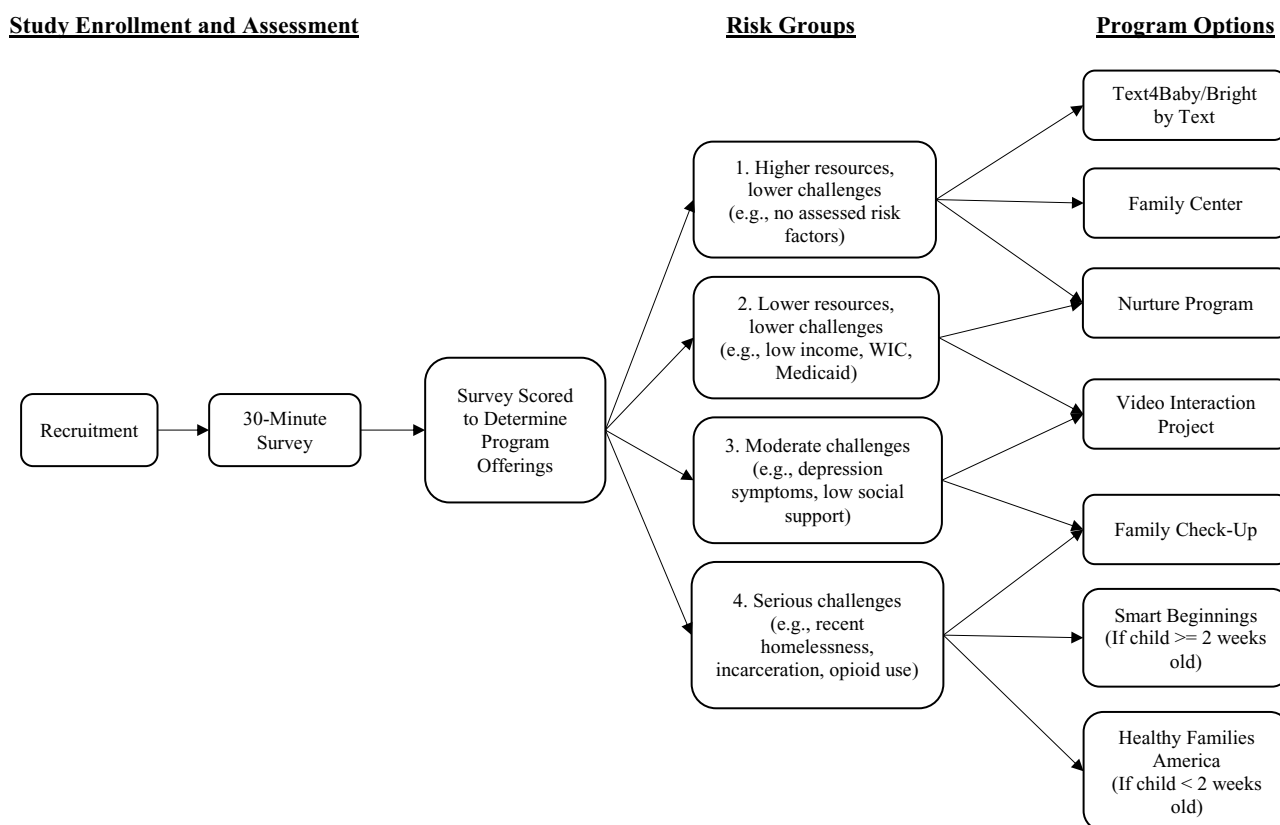 Study Enrollment and Assessment
Risk Groups
Program Options
Recruitment
30-Minute
Survey
Survey Scored
to Determine
Program
Offerings
1. Higher resources,
lower challenges
(e.g., no assessed risk
factors)
2. Lower resources,
lower challenges
(e.g., low income, WIC,
Medicaid)
3. Moderate challenges
(e.g., depression
symptoms, low social
support)
4. Serious challenges
(e.g., recent
homelessness,
incarceration, opioid use)
Text4Baby/Bright
by Text
Family Center
Nurture Program
Video Interaction
Project
Family Check-Up
Smart Beginnings
(If child >= 2 weeks
old)
Healthy Families
America
(If child < 2 weeks
old)